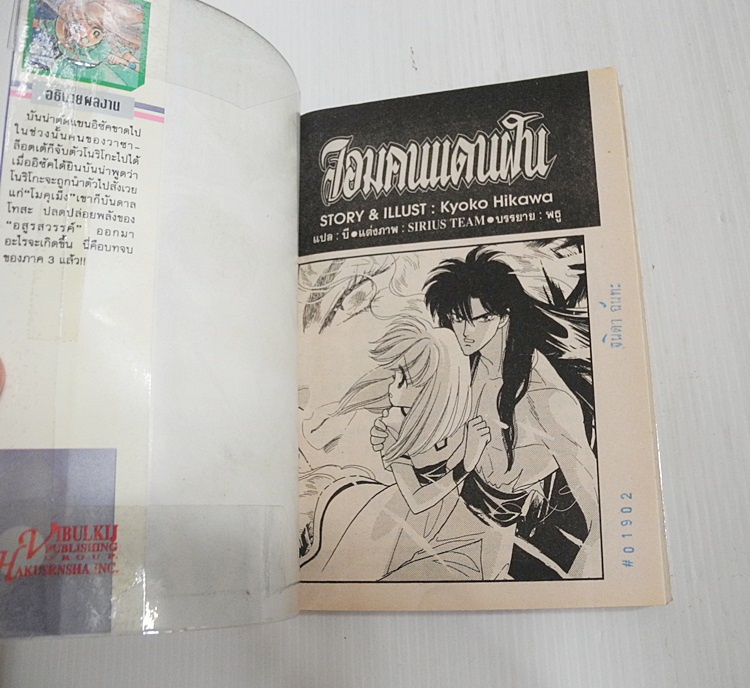 อธิบายผลงาน
บันน่าตัดแขนอิซัคขาดไป
ในช่วงนั้นคนของวาซา-
ล็อตเต้ก็จับตัวโนริโกะไปได้
เมื่ออิซัคได้ยินบันน่าพูดว่า
โนริโกะจะถูกนำตัวไปสังเวย
แก่"โมคุเม็ง"เขาก็บันดาล
โทสะ ปลดปล่อยพลังของ
"อสูรสวรรค์" ออกมา
อะไรจะเกิดขึ้น นี่คือบทจบ
ของภาค 3 แล้ว!!
VIBULKIJ
PUBLISHING
GROUP.
HAKUSENSHA INC.
จอมคนแดนฝัน
STORY & ILLUST : Kyoko Hikawa
แปล : บี●แต่งภาพ : SIRIUS TEAM●บรรยาย : พธู
จินดา ฉันทะ
#01902